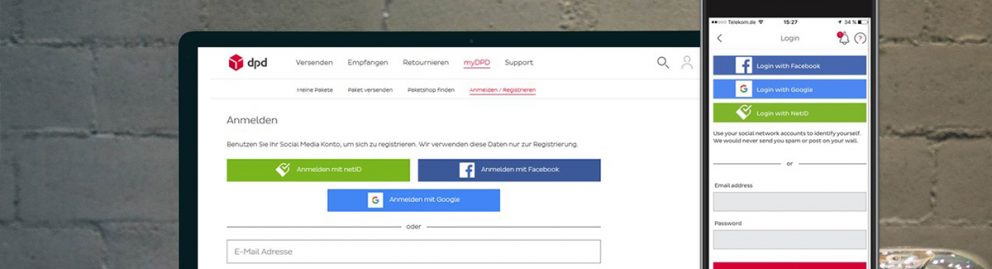 dpd
Versenden Empfangen Retournieren myDPD Support
Meine Pakete Paket versenden Paketshop finden Anmelden / Registrieren
Anmelden
Benutzen Sie Ihr Social Media Konto, um sich zu registrieren. Wir verwenden diese Daten nur zur Registrierung.
Anmelden mit netID
Anmelden mit Facebook
G
Anmelden mit Google
oder
E-Mail Adresse
Telekom.de 15:27 34 %
Login
?
Login with Facebook
G
Login with Google
Login with NetID
Use your social network accounts to identify yourself.
We would never send you spam or post on your wall.
or
Email address
Password